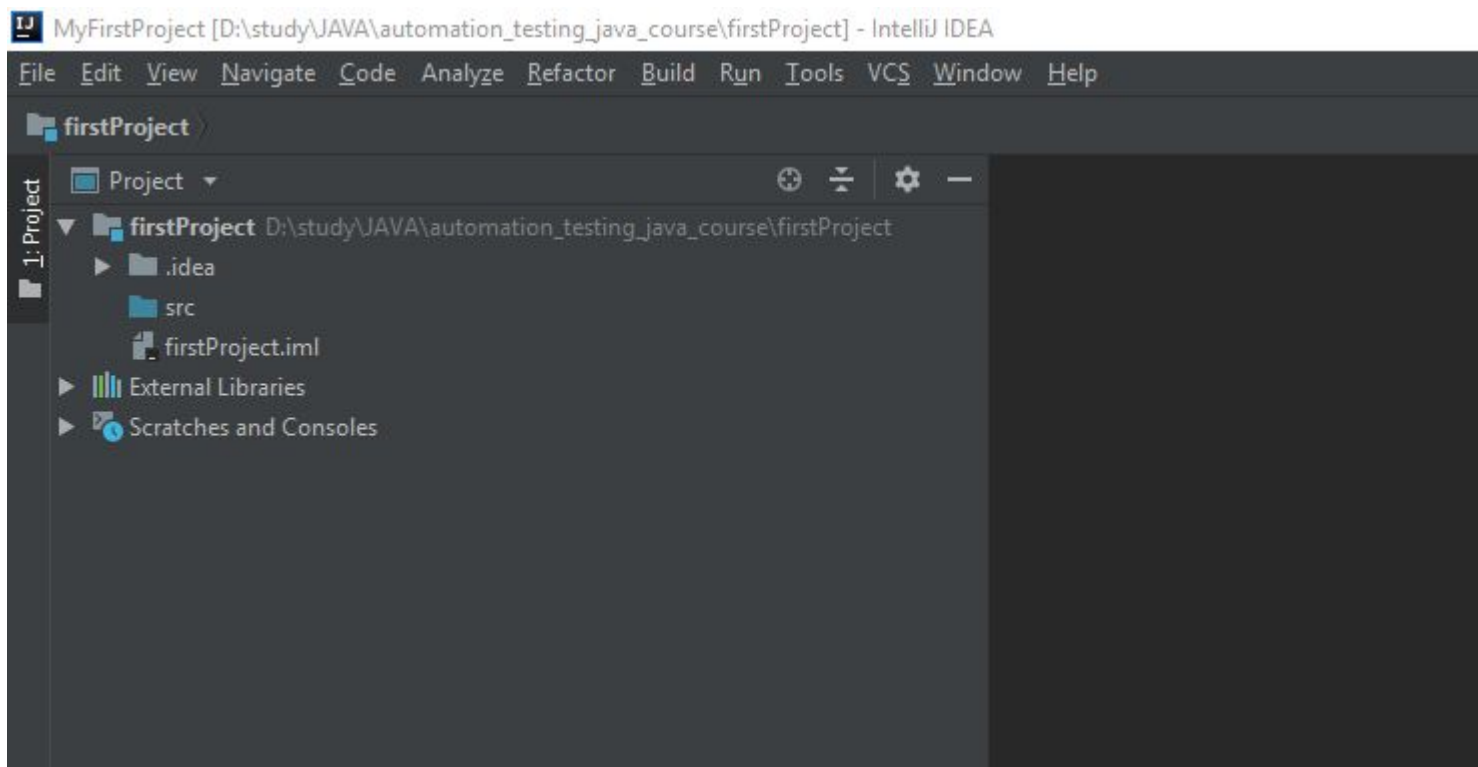 IJ MyFirstProject [D:\study\JAVA\automation_testing_java_course\firstProject] - IntelliJ IDEA
File Edit View Navigate Code Analyze Refactor Build Run Tools VCS Window Help
firstProject
1: Project
Project
firstProject D:\study\JAVA\automation_testing_java_course\firstProject
.idea
src
firstProject.iml
External Libraries
Scratches and Consoles